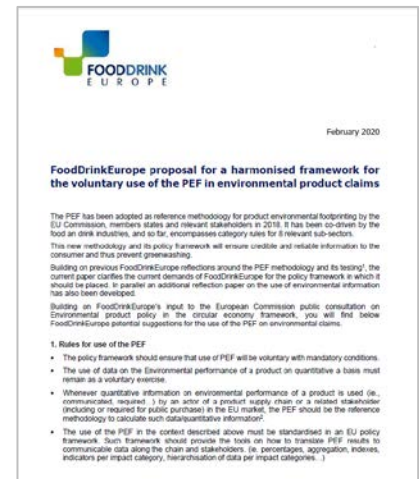 FOODDRINK
EUROPE
February 2020
FoodDrinkEurope proposal for a harmonised framework for
the voluntary use of the PEF in environmental product claims
The PEF has been adopted as reference methodology for product environmental footprinting by the
EU Commission, members states and relevant stakeholders in 2018. It has been co-driven by the
food an drink industries, and so far, encompasses category rules for 8 relevant sub-sectors.
This new methodology and its policy framework will ensure credible and reliable information to the
consumer and thus prevent greenwashing.
Building on previous FoodDrinkEurope reflections around the PEF methodology and its testing¹, the
current paper clarifies the current demands of FoodDrinkEurope for the policy framework in which it
should be placed. In parallel an additional reflection paper on the use of environmental information
has also been developed.
Building on FoodDrinkEurope's input to the European Commission public consultation on
Environmental product policy in the circular economy framework, you will find below
FoodDrinkEurope potential suggestions for the use of the PEF on environmental claims.
1. Rules for use of the PEF
• The policy framework should ensure that use of PEF will be voluntary with mandatory conditions.
• The use of data on the Environmental performance of a product on quantitative a basis must
remain as a voluntary exercise.
• Whenever quantitative information on environmental performance of a product is used (ie.,
communicated, required...) by an actor of a product supply chain or a related stakeholder
(including or required for public purchase) in the EU market, the PEF should be the reference
methodology to calculate such data/quantitative information².
• The use of the PEF in the context described above must be standardised in an EU policy
framework. Such framework should provide the tools on how to translate PEF results to
communicable data along the chain and stakeholders. (ie. percentages, aggregation, indexes,
indicators per impact category, hierarchisation of data per impact categories...)